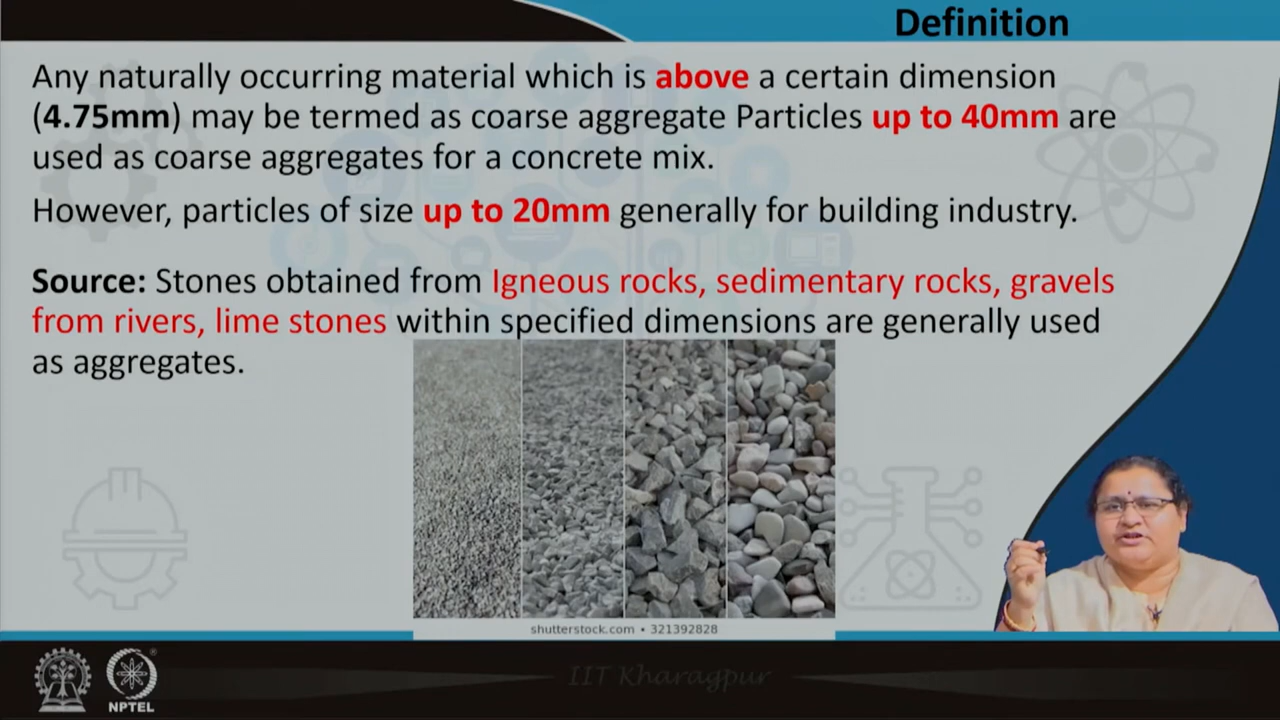 Definition
Any naturally occurring material which is above a certain dimension
(4.75mm) may be termed as coarse aggregate Particles up to 40mm are
used as coarse aggregates for a concrete mix.
However, particles of size up to 20mm generally for building industry.
Source: Stones obtained from Igneous rocks, sedimentary rocks, gravels
from rivers, lime stones within specified dimensions are generally used
as aggregates.
shutterstock.com • 321392828
IIT Kharagpur
®
NPTEL